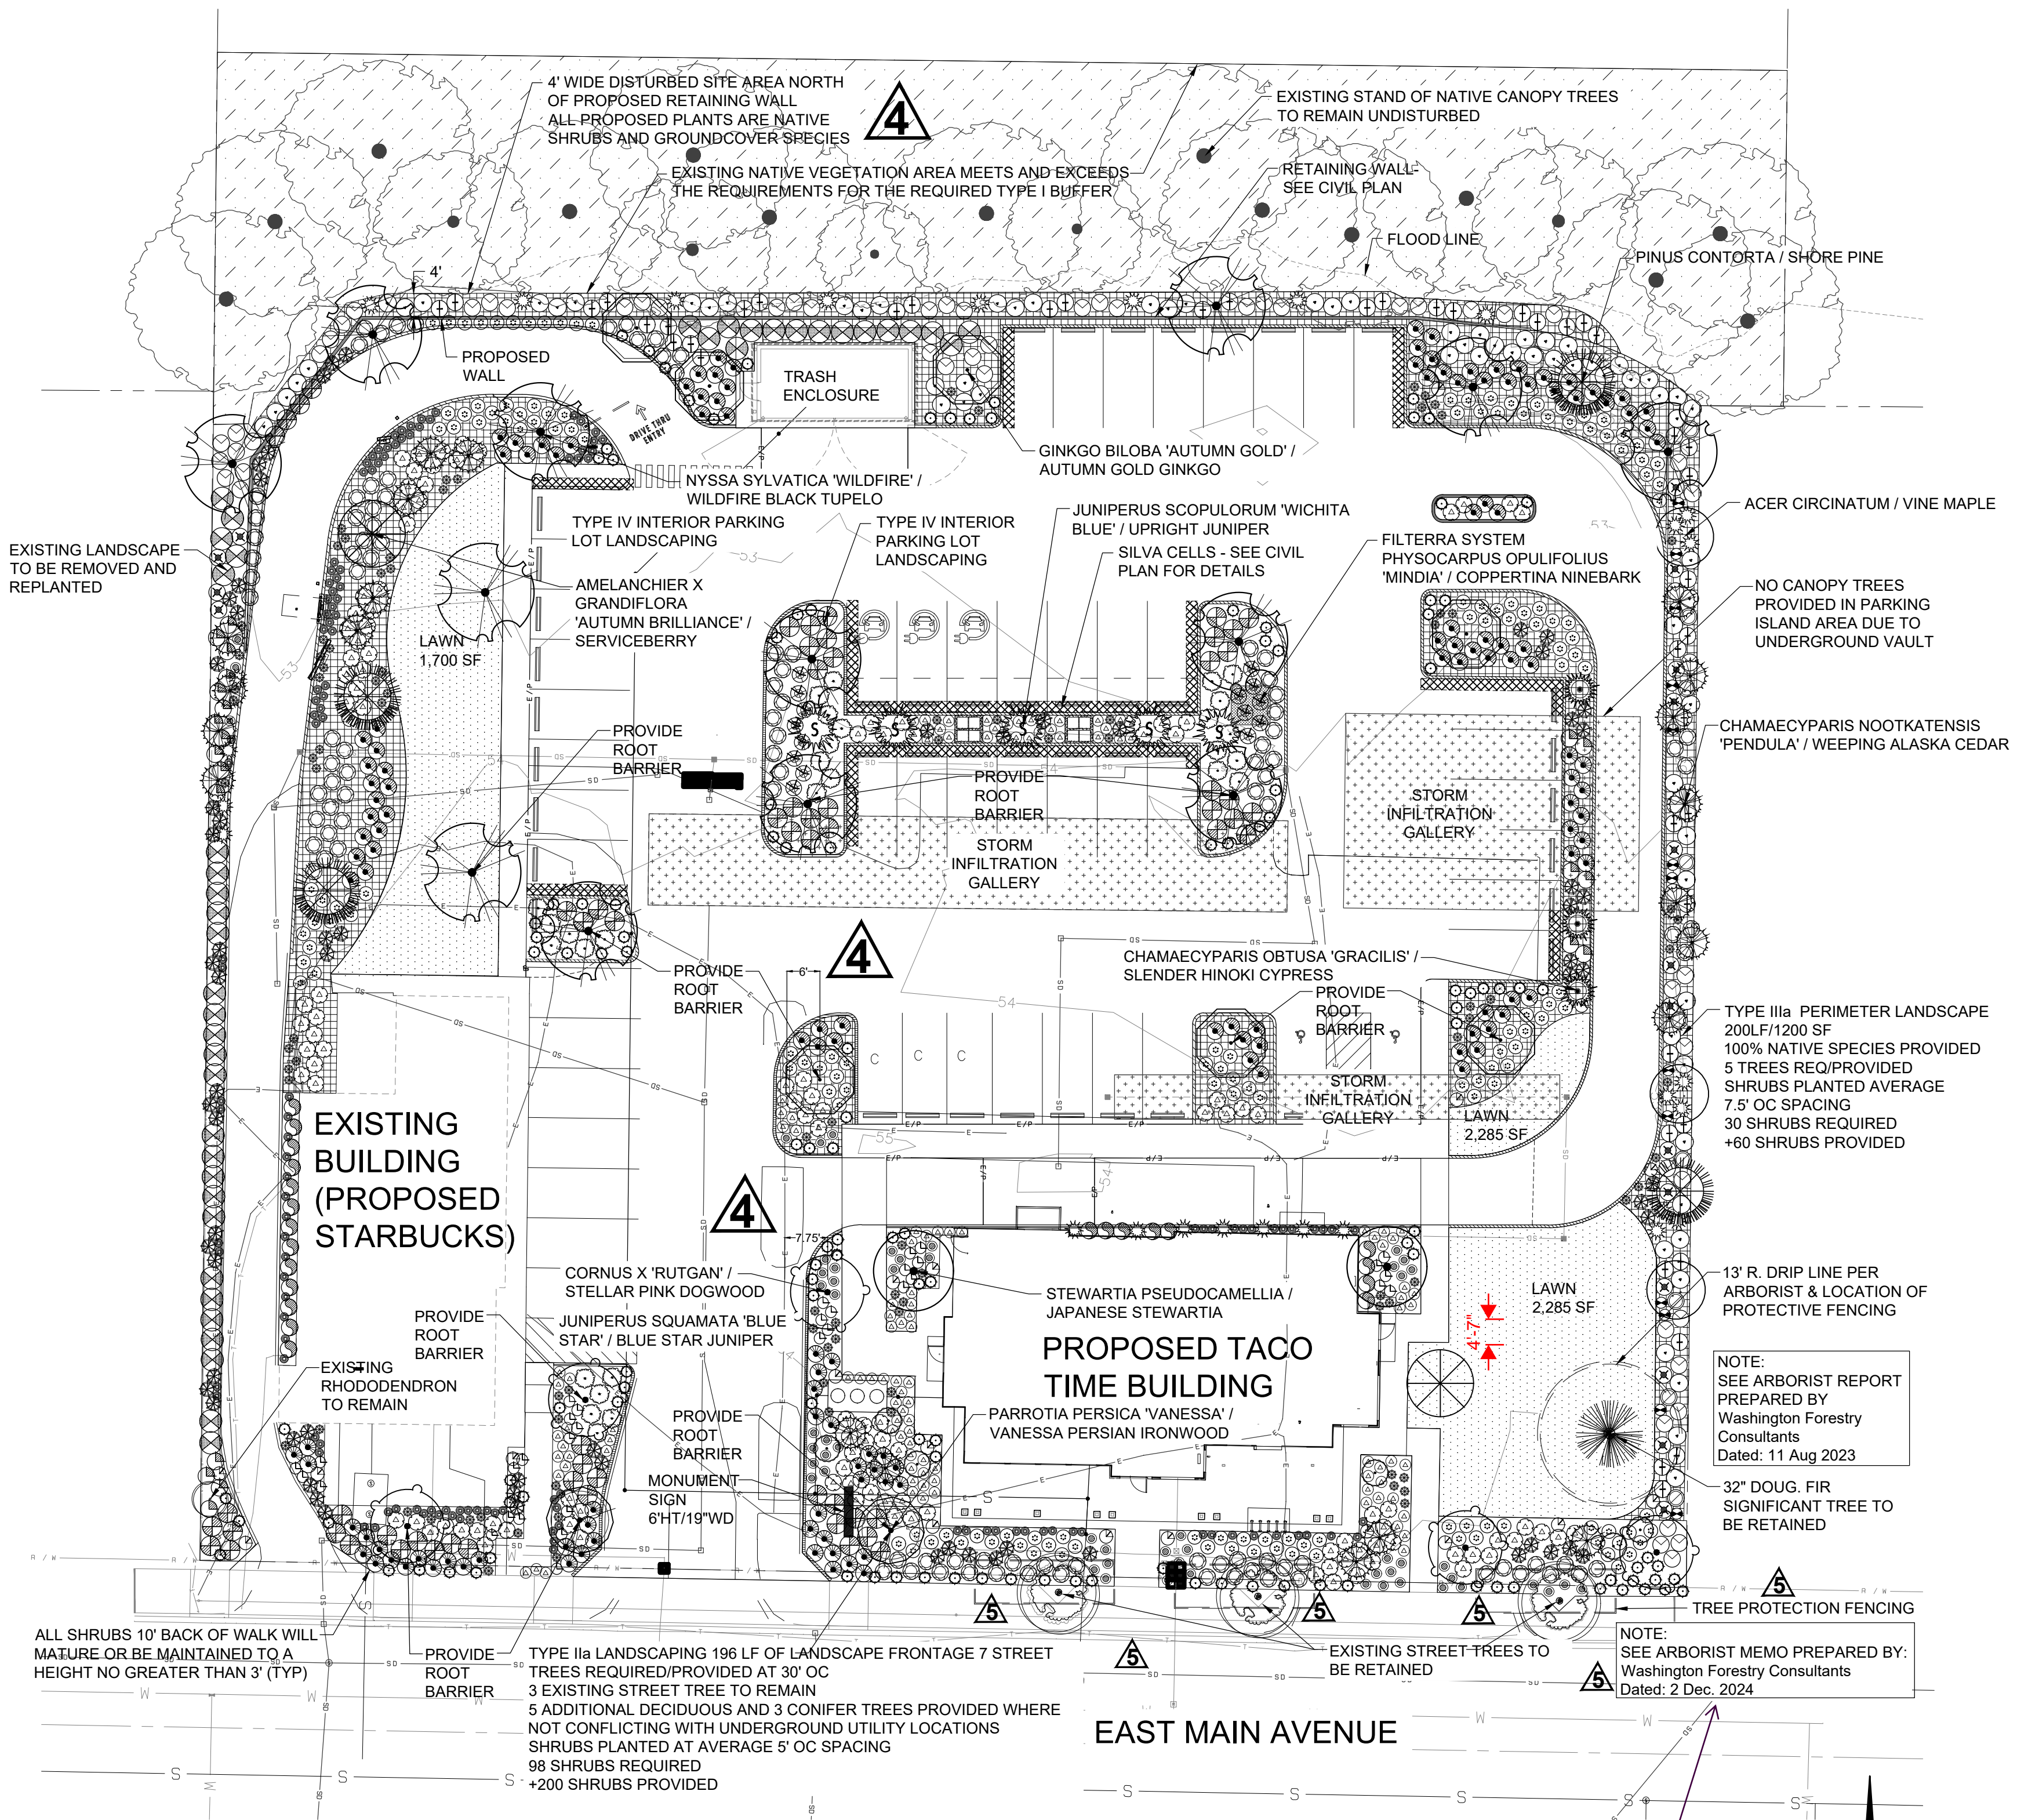 4' WIDE DISTURBED SITE AREA NORTH
OF PROPOSED RETAINING WALL
ALL PROPOSED PLANTS ARE NATIVE
SHRUBS AND GROUNDCOVER SPECIES
4
EXISTING STAND OF NATIVE CANOPY TREES
TO REMAIN UNDISTURBED
EXISTING NATIVE VEGETATION AREA MEETS AND EXCEEDS
THE REQUIREMENTS FOR THE REQUIRED TYPE I BUFFER
RETAINING WALL-
SEE CIVIL PLAN
FLOOD LINE
PINUS CONTORTA / SHORE PINE
4'
PROPOSED
WALL
TRASH
ENCLOSURE
DRIVE THRU
ENTRY
E/P
GINKGO BILOBA 'AUTUMN GOLD' /
AUTUMN GOLD GINKGO
NYSSA SYLVATICA 'WILDFIRE' /
WILDFIRE BLACK TUPELO
TYPE IV INTERIOR PARKING
LOT LANDSCAPING
TYPE IV INTERIOR
PARKING LOT
LANDSCAPING
JUNIPERUS SCOPULORUM 'WICHITA
BLUE' / UPRIGHT JUNIPER
SILVA CELLS - SEE CIVIL
PLAN FOR DETAILS
FILTERRA SYSTEM
PHYSOCARPUS OPULIFOLIUS
'MINDIA' / COPPERTINA NINEBARK
ACER CIRCINATUM / VINE MAPLE
53
53
53
EXISTING LANDSCAPE
TO BE REMOVED AND
REPLANTED
AMELANCHIER X
GRANDIFLORA
'AUTUMN BRILLIANCE' /
SERVICEBERRY
NO CANOPY TREES
PROVIDED IN PARKING
ISLAND AREA DUE TO
UNDERGROUND VAULT
LAWN
1,700 SF
CHAMAECYPARIS NOOTKATENSIS
'PENDULA' / WEEPING ALASKA CEDAR
PROVIDE
ROOT
BARRIER
S S S S S
PROVIDE
ROOT
BARRIER
STORM
INFILTRATION
GALLERY
STORM
INFILTRATION
GALLERY
4
CHAMAECYPARIS OBTUSA 'GRACILIS' /
SLENDER HINOKI CYPRESS
PROVIDE
ROOT
BARRIER
6'
54
PROVIDE
ROOT
BARRIER
TYPE IIIa PERIMETER LANDSCAPE
200LF/1200 SF
100% NATIVE SPECIES PROVIDED
5 TREES REQ/PROVIDED
SHRUBS PLANTED AVERAGE
7.5' OC SPACING
30 SHRUBS REQUIRED
+60 SHRUBS PROVIDED
C C C
STORM
INFILTRATION
GALLERY
LAWN
2,285 SF
55
54
EXISTING
BUILDING
(PROPOSED
STARBUCKS)
4
7.75'
CORNUS X 'RUTGAN' /
STELLAR PINK DOGWOOD
STEWARTIA PSEUDOCAMELLIA /
JAPANESE STEWARTIA
LAWN
2,285 SF
13' R. DRIP LINE PER
ARBORIST & LOCATION OF
PROTECTIVE FENCING
PROVIDE
ROOT
BARRIER
JUNIPERUS SQUAMATA 'BLUE
STAR' / BLUE STAR JUNIPER
PROPOSED TACO
TIME BUILDING
4'-7"
EXISTING
RHODODENDRON
TO REMAIN
NOTE:
SEE ARBORIST REPORT
PREPARED BY
Washington Forestry
Consultants
Dated: 11 Aug 2023
PROVIDE
ROOT
BARRIER
PARROTIA PERSICA 'VANESSA' /
VANESSA PERSIAN IRONWOOD
MONUMENT
SIGN
6'HT/19"WD
32" DOUG. FIR
SIGNIFICANT TREE TO
BE RETAINED
R / W
5
5
5
5
TREE PROTECTION FENCING
ALL SHRUBS 10' BACK OF WALK WILL
MATURE OR BE MAINTAINED TO A
HEIGHT NO GREATER THAN 3' (TYP)
PROVIDE
ROOT
BARRIER
TYPE IIa LANDSCAPING 196 LF OF LANDSCAPE FRONTAGE 7 STREET
TREES REQUIRED/PROVIDED AT 30' OC
3 EXISTING STREET TREE TO REMAIN
5 ADDITIONAL DECIDUOUS AND 3 CONIFER TREES PROVIDED WHERE
NOT CONFLICTING WITH UNDERGROUND UTILITY LOCATIONS
SHRUBS PLANTED AT AVERAGE 5' OC SPACING
98 SHRUBS REQUIRED
+200 SHRUBS PROVIDED
5
EXISTING STREET TREES TO
BE RETAINED
5
NOTE:
SEE ARBORIST MEMO PREPARED BY:
Washington Forestry Consultants
Dated: 2 Dec. 2024
EAST MAIN AVENUE